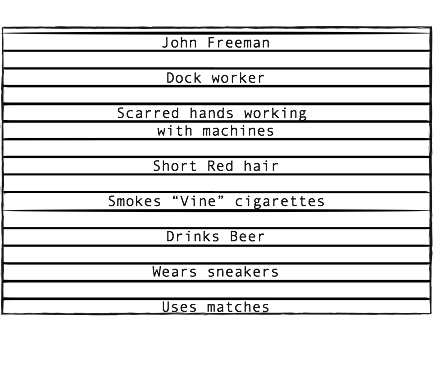 John Freeman
Dock worker
Scarred hands working
with machines
Short Red hair
Smokes “Vine” cigarettes
Drinks Beer
Wears sneakers
Uses matches